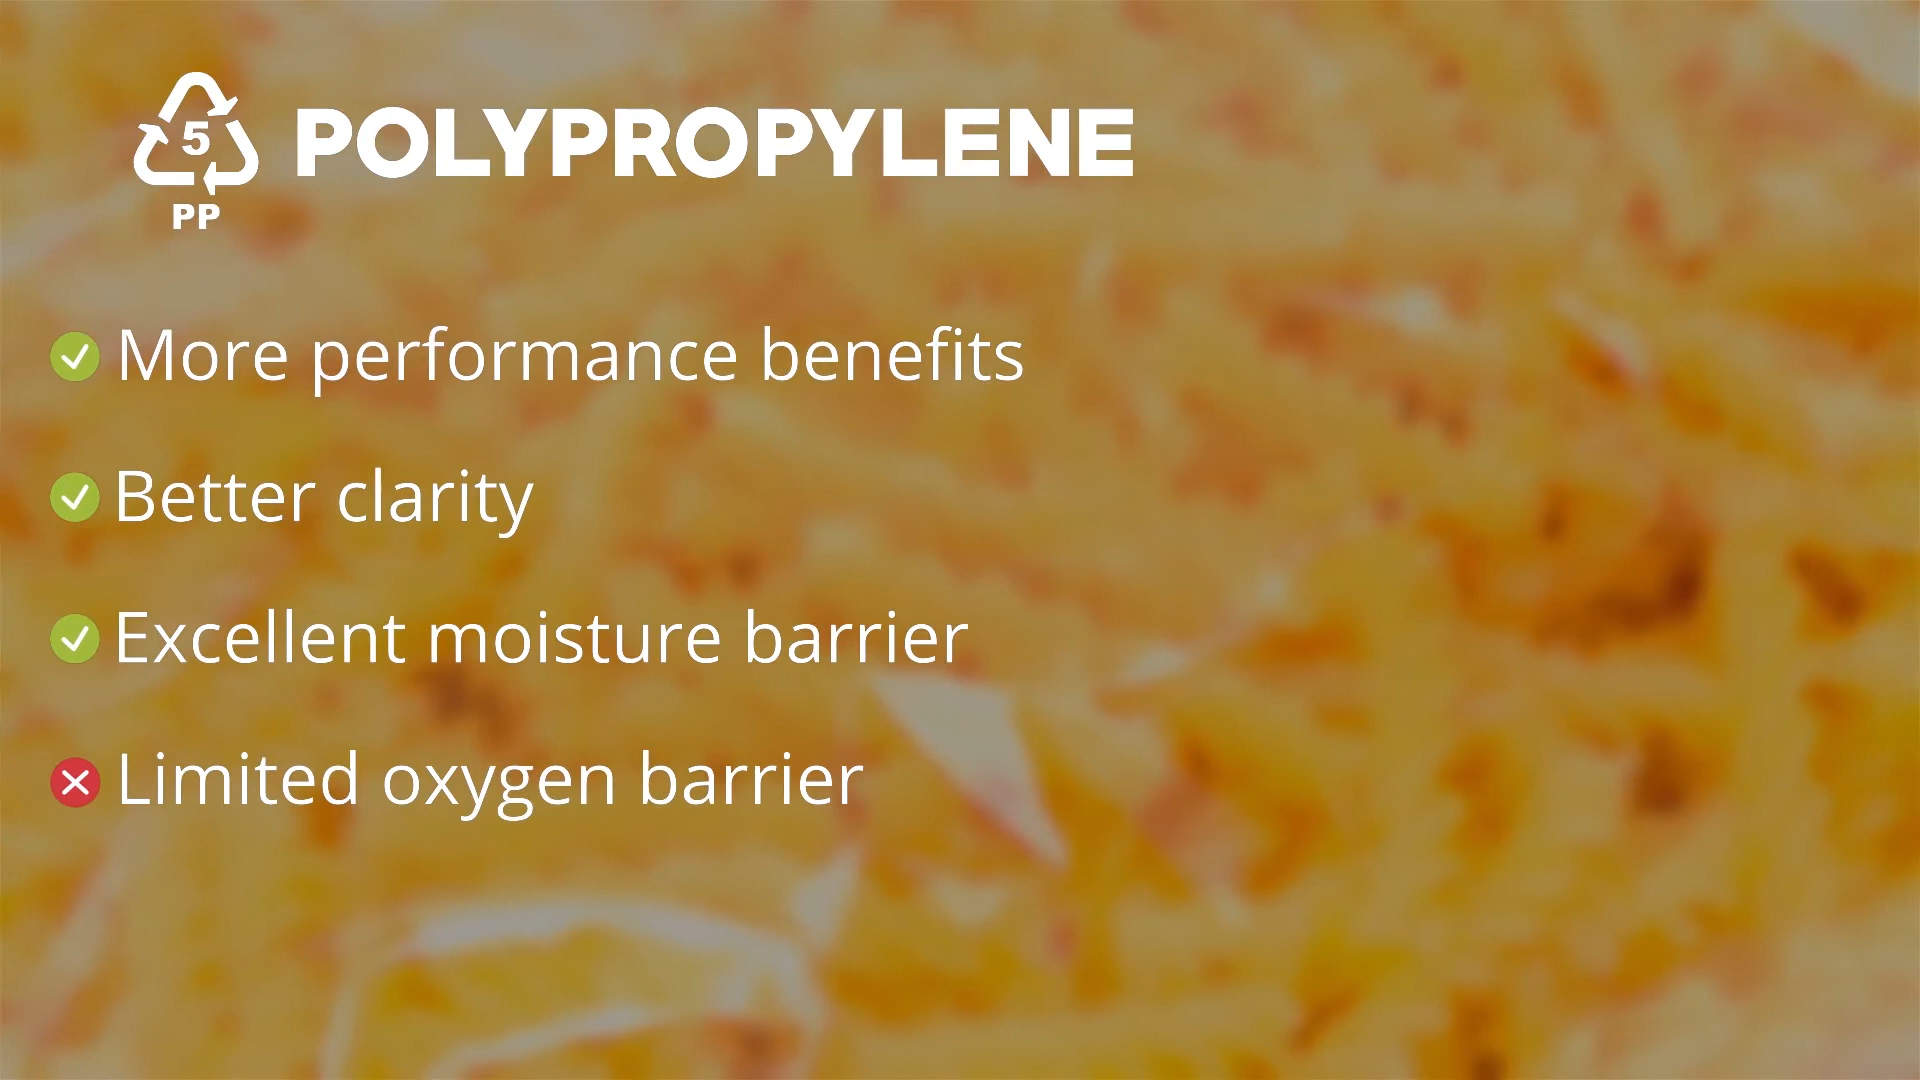 5
PP
POLYPROPYLENE
More performance benefits
Better clarity
Excellent moisture barrier
Limited oxygen barrier